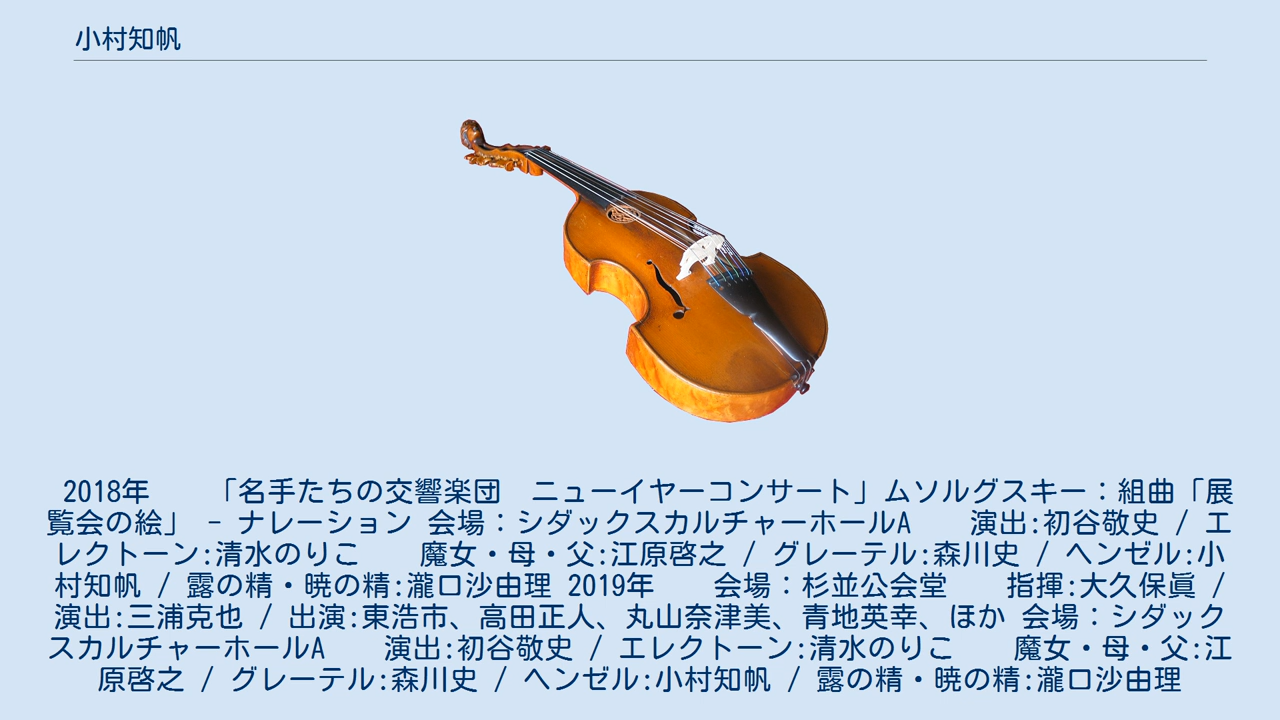 小村知帆
2018年　　「名手たちの交響楽団　ニューイヤーコンサート」ムソルグスキー：組曲「展
覧会の絵」 - ナレーション 会場：シダックスカルチャーホールA　　演出:初谷敬史 / エ
レクトーン:清水のりこ　　魔女・母・父:江原啓之 / グレーテル:森川史 / ヘンゼル:小
村知帆 / 露の精・暁の精:瀧口沙由理 2019年　　会場：杉並公会堂　　指揮:大久保眞 /
演出:三浦克也 / 出演:東浩市、高田正人、丸山奈津美、青地英幸、ほか 会場：シダック
スカルチャーホールA　　演出:初谷敬史 / エレクトーン:清水のりこ　　魔女・母・父:江
原啓之 / グレーテル:森川史 / ヘンゼル:小村知帆 / 露の精・暁の精:瀧口沙由理